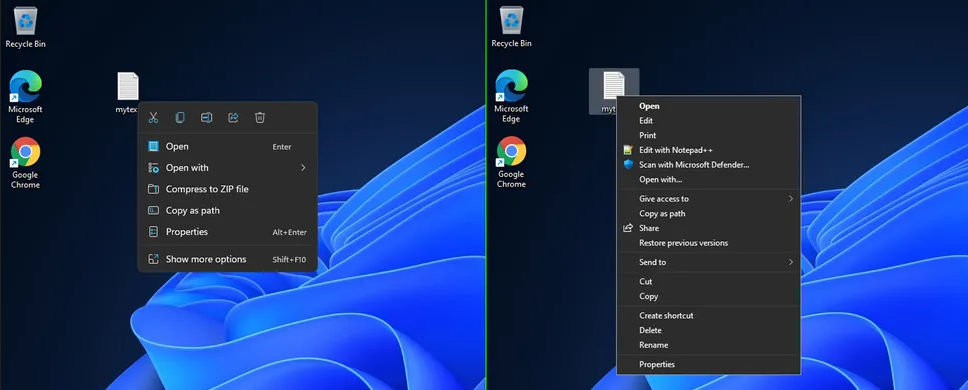 Recycle Bin
Microsoft
Edge
Google
Chrome
Open Enter
Open with
Compress to ZIP file
Copy as path
Properties Alt+Enter
Show more options Shift+F10
Recycle Bin
Microsoft
Edge
Google
Chrome
Open
Edit
Print
Edit with Notepad++
Scan with Microsoft Defender...
Open with...
Give access to
Copy as path
Share
Restore previous versions
Send to
Cut
Copy
Create shortcut
Delete
Rename
Properties